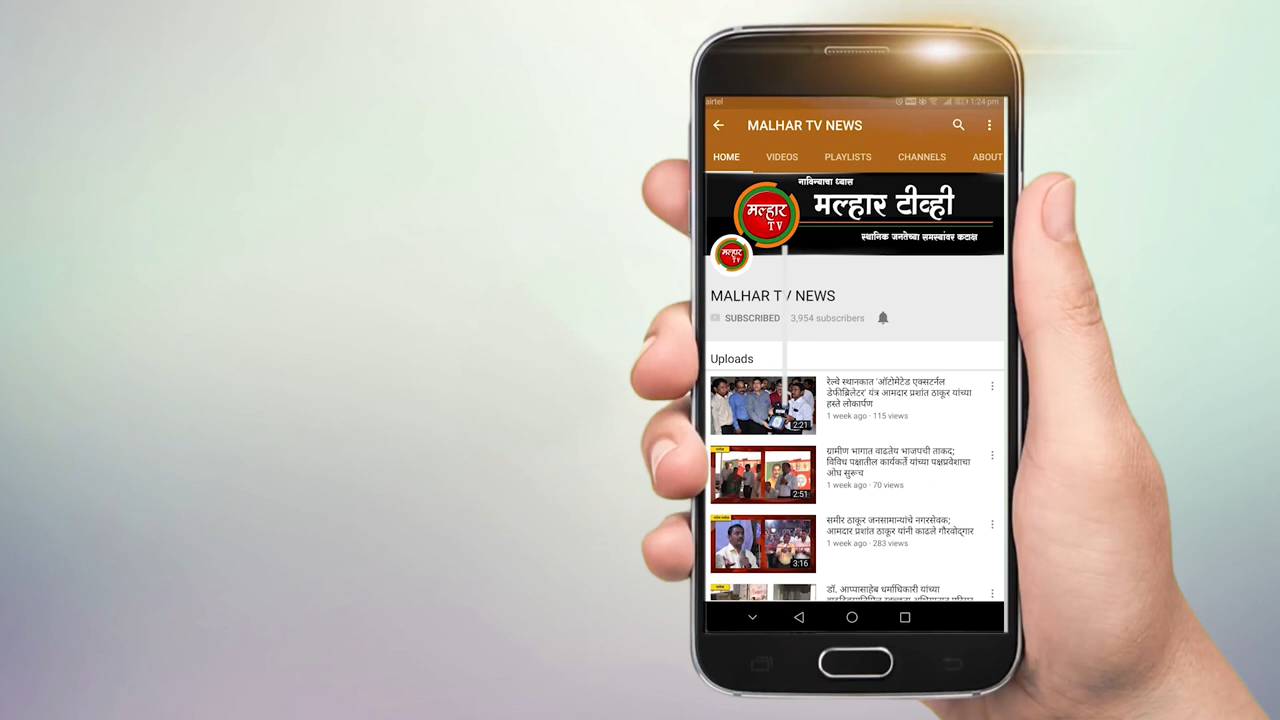 airtel 1:24 pm
MALHAR TV NEWS
HOME VIDEOS PLAYLISTS CHANNELS ABOUT
नाविन्याचा ध्यास
मल्हार टीव्ही
मल्हार
TV
स्थानिक जनतेच्या समस्यांवर कटाक्ष
मल्हार
TV
MALHAR TV NEWS
SUBSCRIBED 3,954 subscribers
Uploads
रेल्वे स्थानकात 'ऑटोमेटेड एक्सटर्नल
डेफीब्रिलेटर' यंत्र आमदार प्रशांत ठाकूर यांच्या
हस्ते लोकार्पण
1 week ago · 115 views
2:21
ग्रामीण भागात वाढतेय भाजपची ताकद;
विविध पक्षातील कार्यकर्ते यांच्या पक्षप्रवेशाचा
ओघ सुरूच
1 week ago · 70 views
2:51
समीर ठाकूर जनसामान्यांचे नगरसेवक;
आमदार प्रशांत ठाकूर यांनी काढले गौरवोद्गार
1 week ago · 283 views
3:16
डॉ. आप्पासाहेब धर्माधिकारी यांच्या